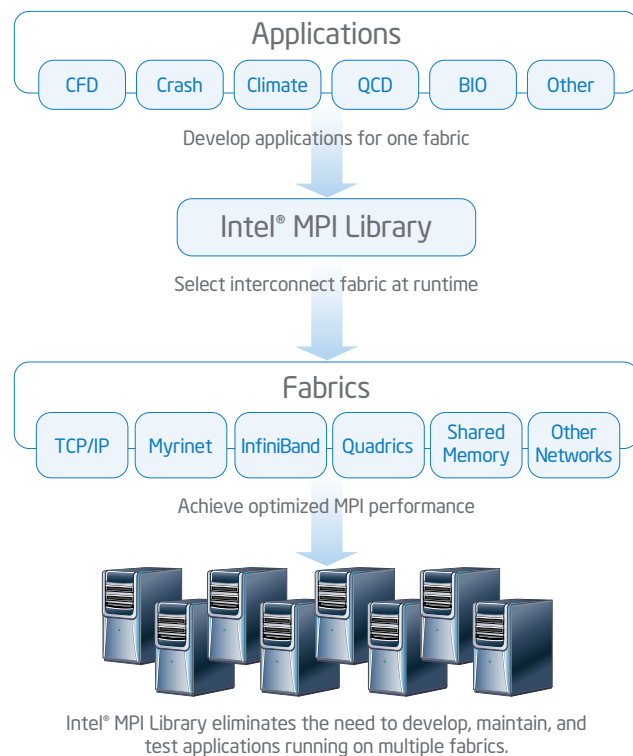 Applications
CFD Crash Climate QCD BIO Other
Develop applications for one fabric
Intel® MPI Library
Select interconnect fabric at runtime
Fabrics
TCP/IP Myrinet InfiniBand Quadrics Shared Memory Other Networks
Achieve optimized MPI performance
Intel® MPI Library eliminates the need to develop, maintain, and
test applications running on multiple fabrics.